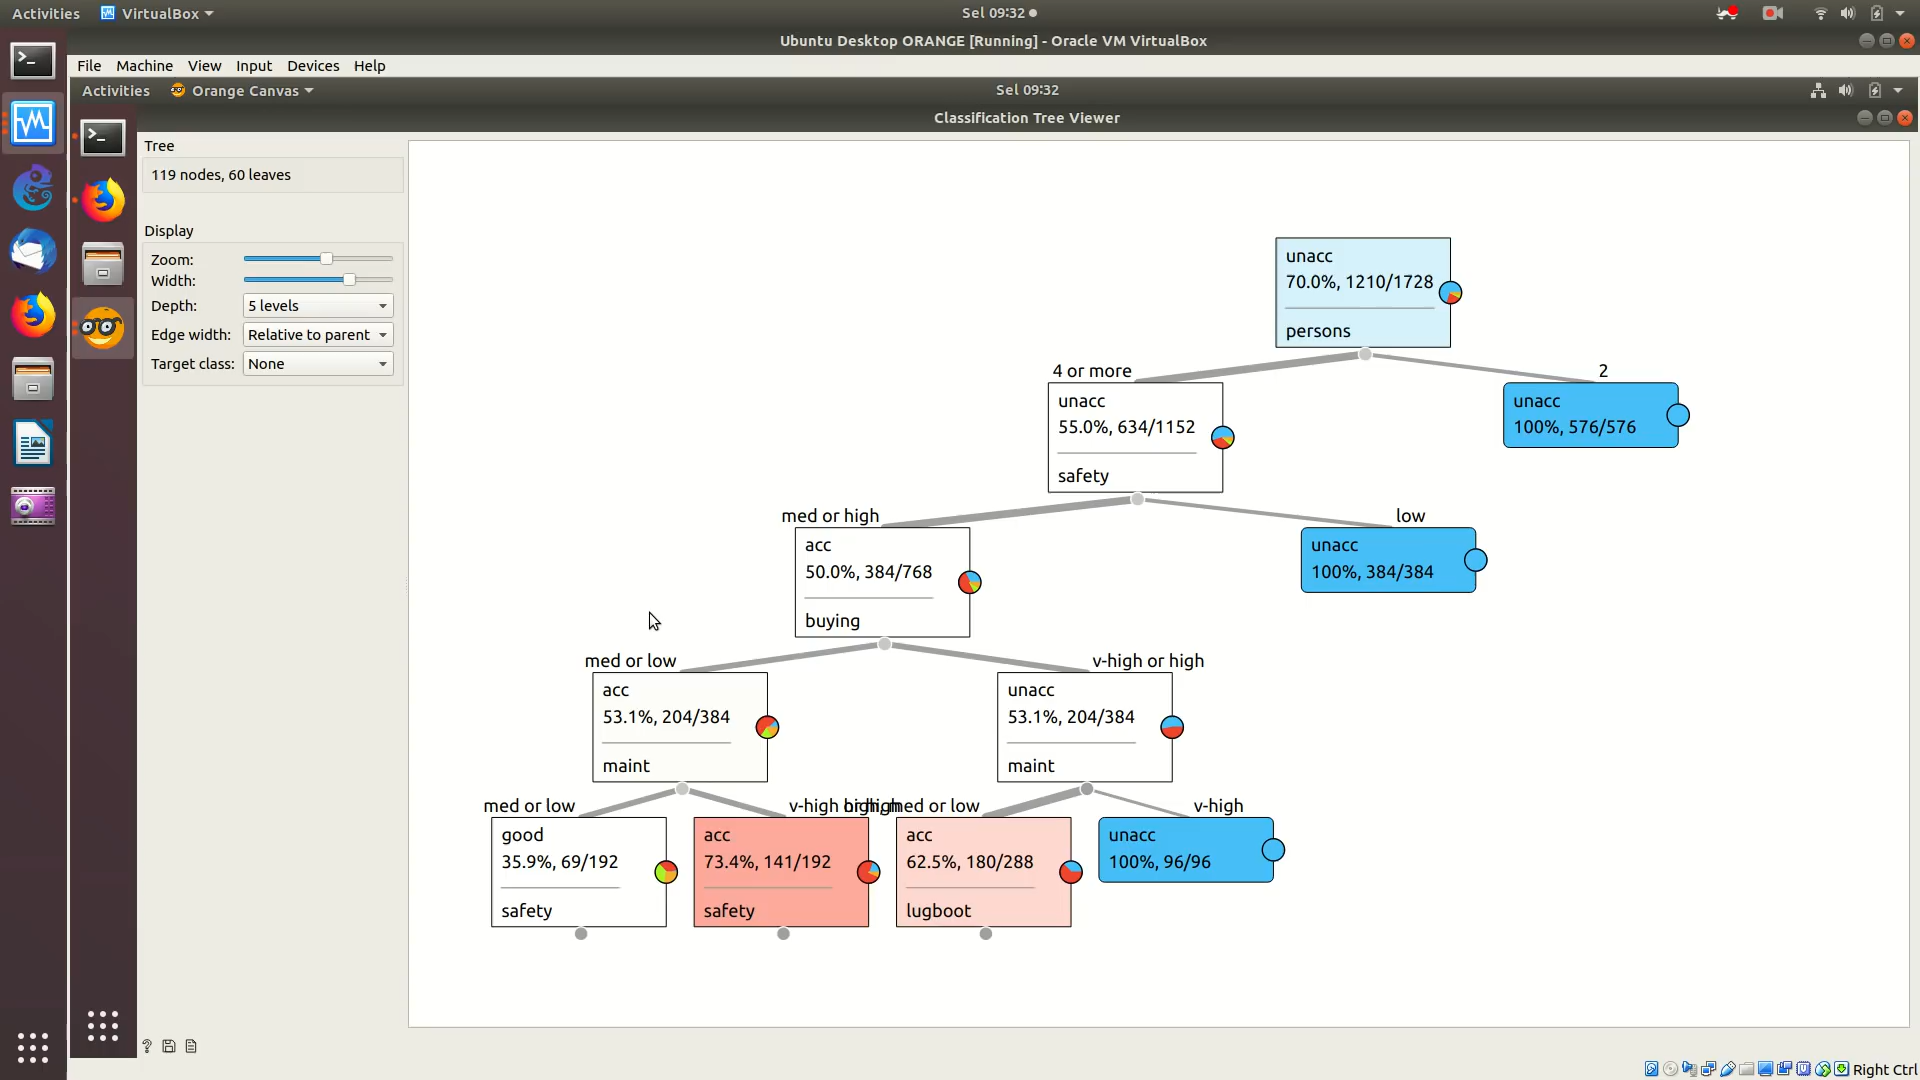 Activities VirtualBox Sel 09:32
Ubuntu Desktop ORANGE [Running] - Oracle VM VirtualBox
File Machine View Input Devices Help
Activities Orange Canvas Sel 09:32
Classification Tree Viewer
Tree
119 nodes, 60 leaves
Display
Zoom:
Width:
Depth: 5 levels
Edge width: Relative to parent
Target class: None
unacc
70.0%, 1210/1728
persons
4 or more
2
unacc
55.0%, 634/1152
safety
unacc
100%, 576/576
med or high
low
acc
50.0%, 384/768
buying
unacc
100%, 384/384
med or low
v-high or high
acc
53.1%, 204/384
maint
unacc
53.1%, 204/384
maint
med or low
v-high or high
high, med or low
v-high
good
35.9%, 69/192
safety
acc
73.4%, 141/192
safety
acc
62.5%, 180/288
lugboot
unacc
100%, 96/96
?
Right Ctrl